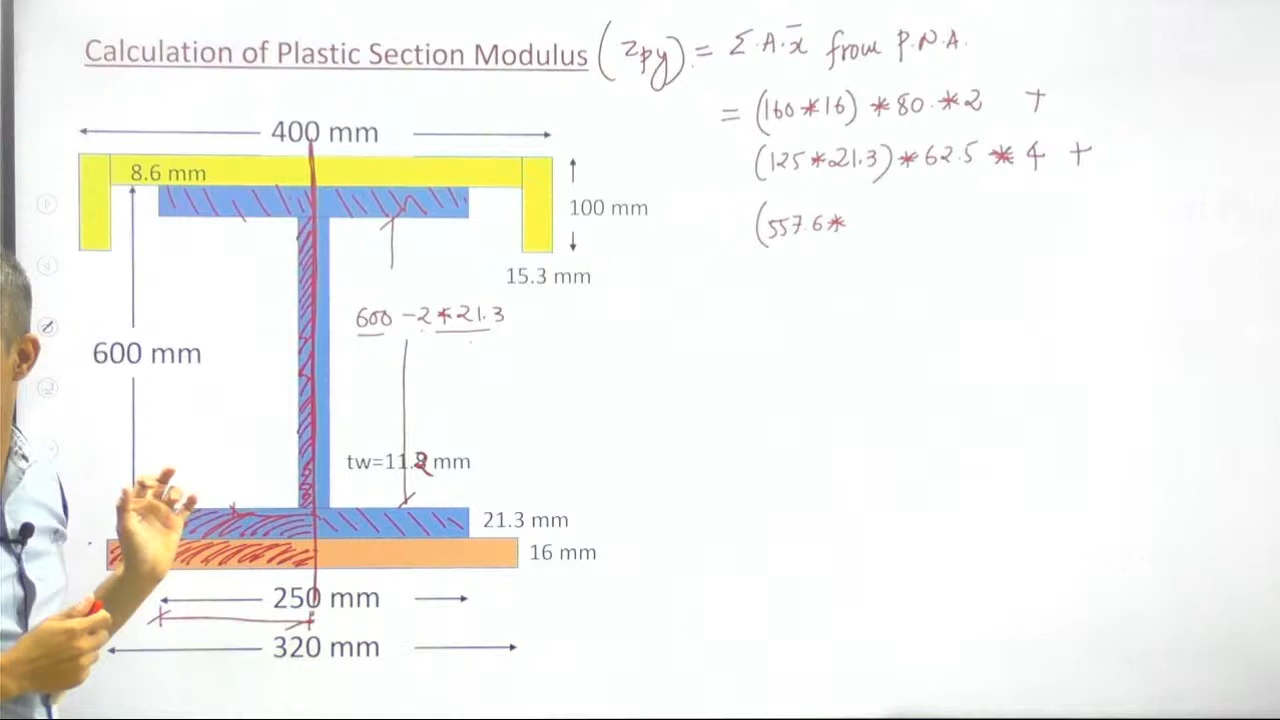 Calculation of Plastic Section Modulus (Zpy) = Σ.A.x̄ from P.N.A.
= (160*16) *80.*2 +
(125*21.3)*62.5 *4 +
(557.6*
400 mm
8.6 mm
100 mm
15.3 mm
600 - 2*21.3
600 mm
tw=11.2 mm
21.3 mm
16 mm
250 mm
320 mm